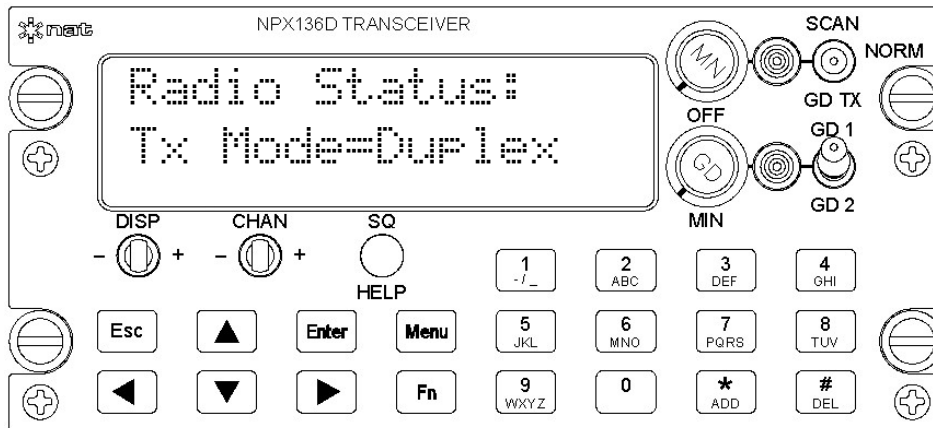 nat
NPX136D TRANSCEIVER
Radio Status:
Tx Mode=Duplex
MN
OFF
SCAN
NORM
GD TX
GD
MIN
GD 1
GD 2
DISP
- +
CHAN
- +
SQ
HELP
1
-/_
2
ABC
3
DEF
4
GHI
Esc
▲
Enter
Menu
5
JKL
6
MNO
7
PQRS
8
TUV
◀
▼
▶
Fn
9
WXYZ
0
*
ADD
#
DEL